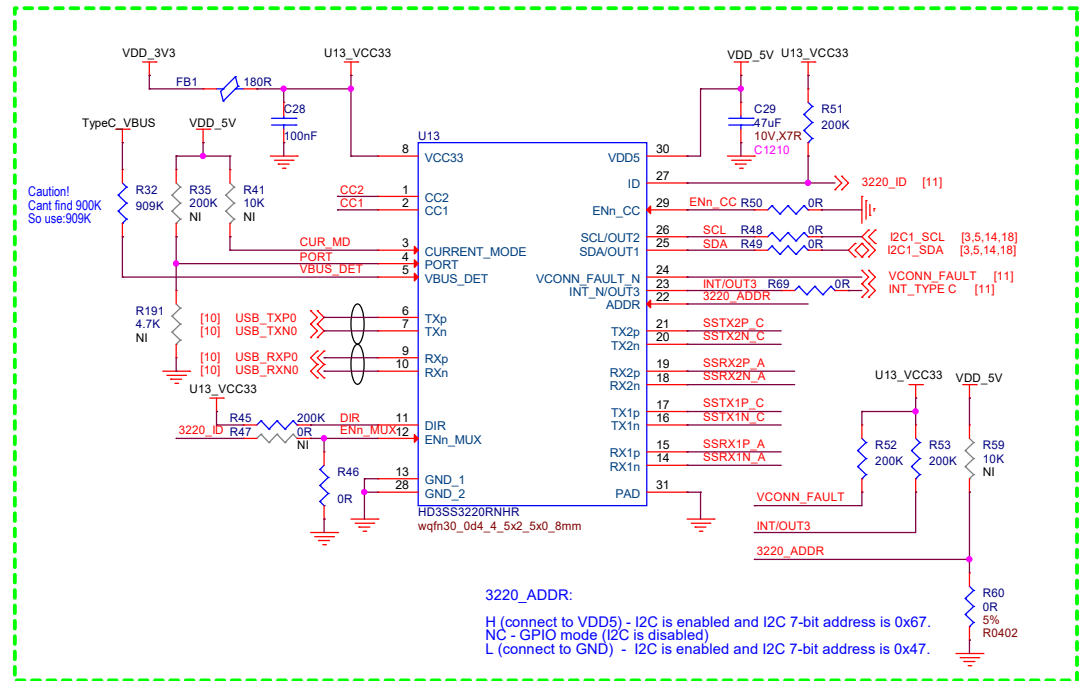 VDD_3V3
FB1
180R
U13_VCC33
C28
100nF
VDD_5V
U13_VCC33
C29
47uF
10V,X7R
C1210
R51
200K
TypeC_VBUS
VDD_5V
Caution!
Cant find 900K
So use:909K
R32
909K
R35
200K
NI
R41
10K
NI
CUR_MD
PORT
VBUS_DET
R191
4.7K
NI
CC2
CC1
U13
8 VCC33
1 CC2
2 CC1
3 CURRENT_MODE
4 PORT
5 VBUS_DET
6 TXp
7 TXn
9 RXp
10 RXn
11 DIR
12 ENn_MUX
13 GND_1
28 GND_2
VDD5 30
ID 27
ENn_CC 29
SCL/OUT2 26
SDA/OUT1 25
VCONN_FAULT_N 24
INT_N/OUT3 23
ADDR 22
TX2p 21
TX2n 20
RX2p 19
RX2n 18
TX1p 17
TX1n 16
RX1p 15
RX1n 14
PAD 31
HD3SS3220RNHR
wqfn30_0d4_4_5x2_5x0_8mm
[10] USB_TXP0
[10] USB_TXN0
[10] USB_RXP0
[10] USB_RXN0
U13_VCC33
R45 200K DIR
3220_ID R47 0R ENn_MUX
NI
R46
0R
3220_ID [11]
ENn_CC R50 0R
SCL R48 0R I2C1_SCL [3,5,14,18]
SDA R49 0R I2C1_SDA [3,5,14,18]
VCONN_FAULT [11]
INT/OUT3 R69 0R INT_TYPE C [11]
3220_ADDR
SSTX2P_C
SSTX2N_C
SSRX2P_A
SSRX2N_A
SSTX1P_C
SSTX1N_C
SSRX1P_A
SSRX1N_A
U13_VCC33
VDD_5V
R52
200K
R53
200K
R59
10K
NI
VCONN_FAULT
INT/OUT3
3220_ADDR
R60
0R
5%
R0402
3220_ADDR:
H (connect to VDD5) - I2C is enabled and I2C 7-bit address is 0x67.
NC - GPIO mode (I2C is disabled)
L (connect to GND) - I2C is enabled and I2C 7-bit address is 0x47.